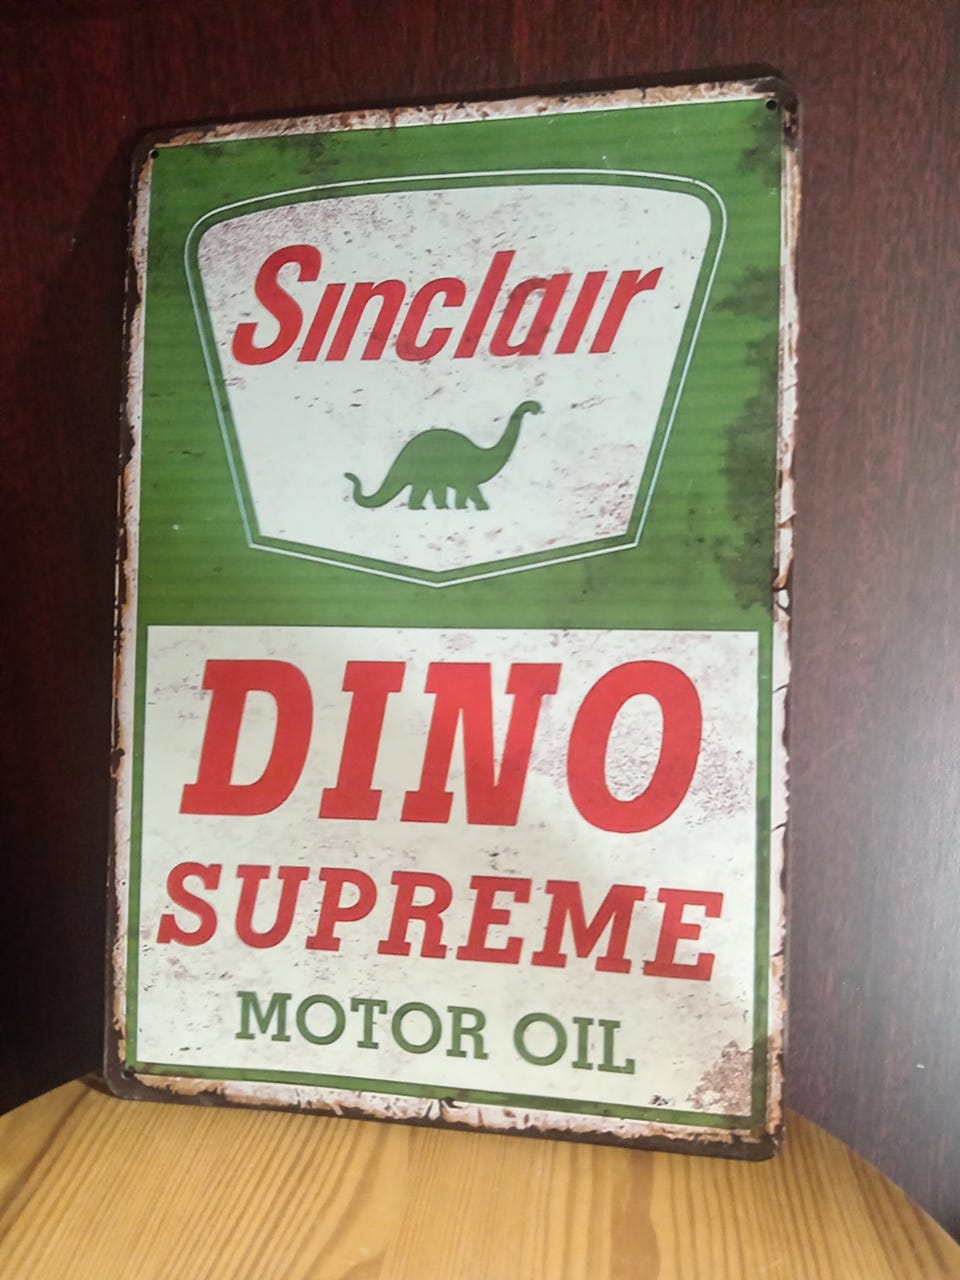 Sinclair
DINO
SUPREME
MOTOR OIL